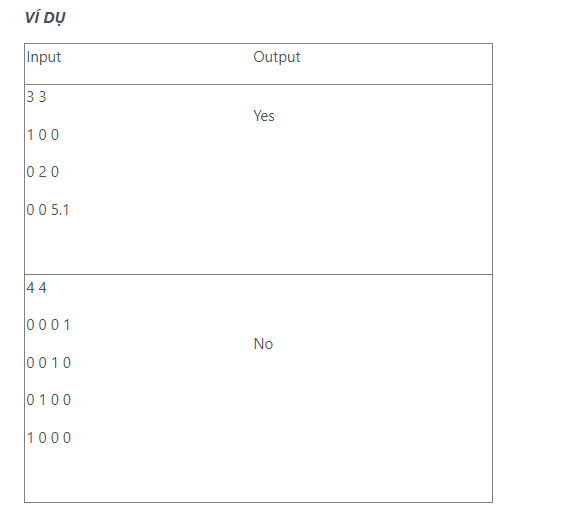 VÍ DỤ
Input Output
3 3
Yes
1 0 0
0 2 0
0 0 5.1
4 4
0 0 0 1
No
0 0 1 0
0 1 0 0
1 0 0 0